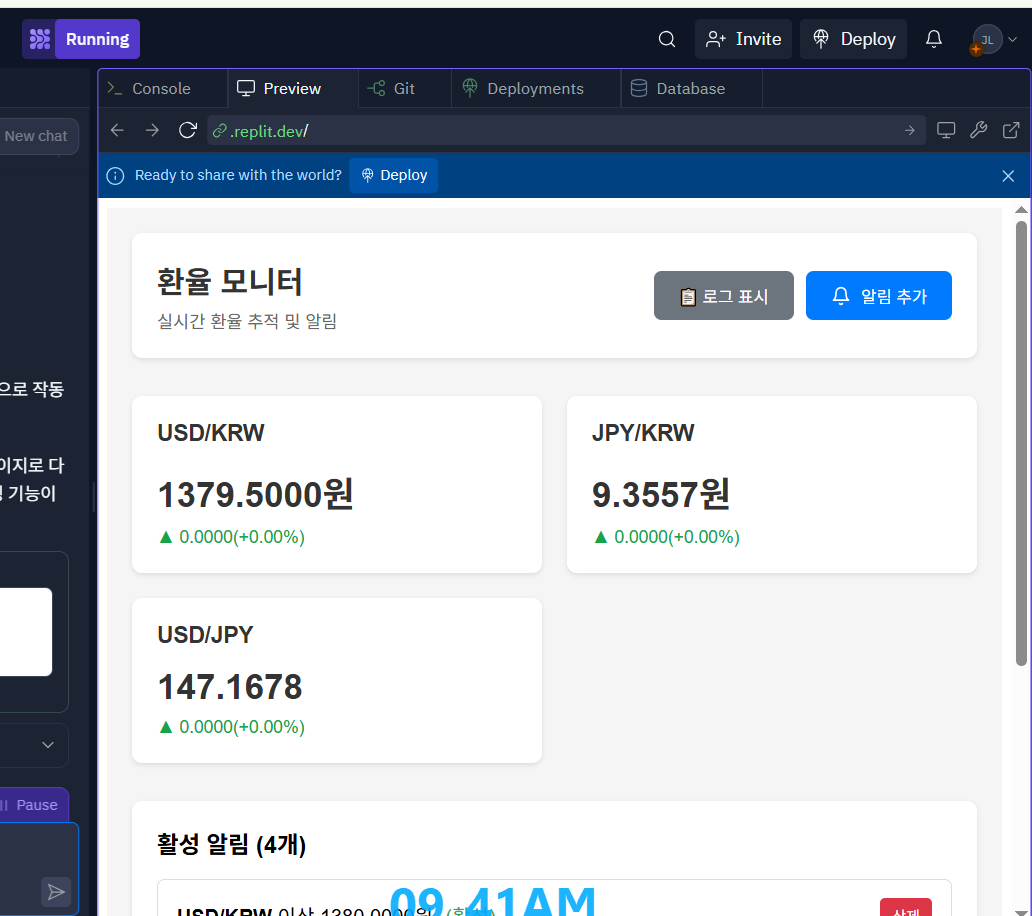 Running
Invite
Deploy
JL
Console
Preview
Git
Deployments
Database
New chat
.replit.dev/
Ready to share with the world?
Deploy
환율 모니터
실시간 환율 추적 및 알림
로그 표시
알림 추가
으로 작동
USD/KRW
1379.5000원
▲ 0.0000(+0.00%)
JPY/KRW
9.3557원
▲ 0.0000(+0.00%)
이지로 다
기능이
USD/JPY
147.1678
▲ 0.0000(+0.00%)
Pause
활성 알림 (4개)
USD/KRW 이상 1380.0000원
삭제
09 41AM